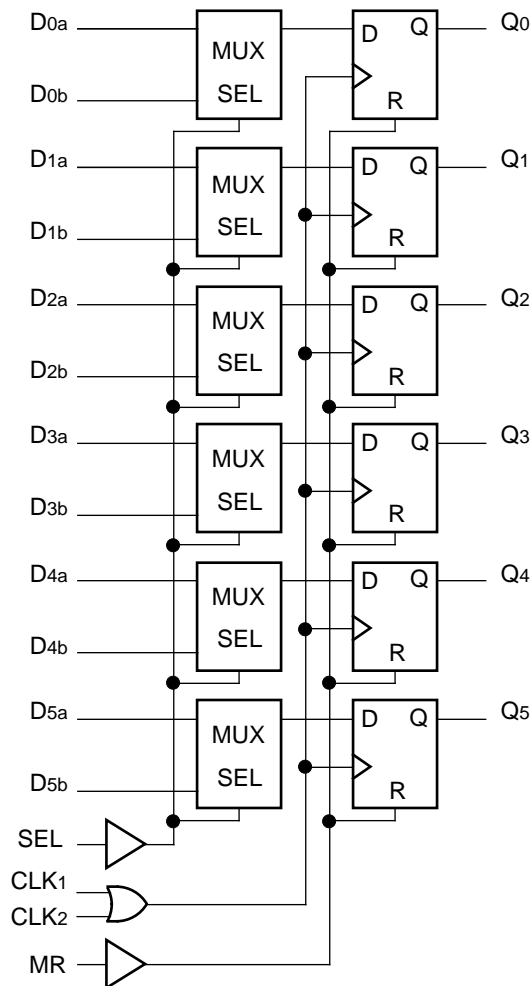 D0a MUX D Q Q0
D0b SEL R
D1a MUX D Q Q1
D1b SEL R
D2a MUX D Q Q2
D2b SEL R
D3a MUX D Q Q3
D3b SEL R
D4a MUX D Q Q4
D4b SEL R
D5a MUX D Q Q5
D5b SEL R
SEL
CLK1
CLK2
MR